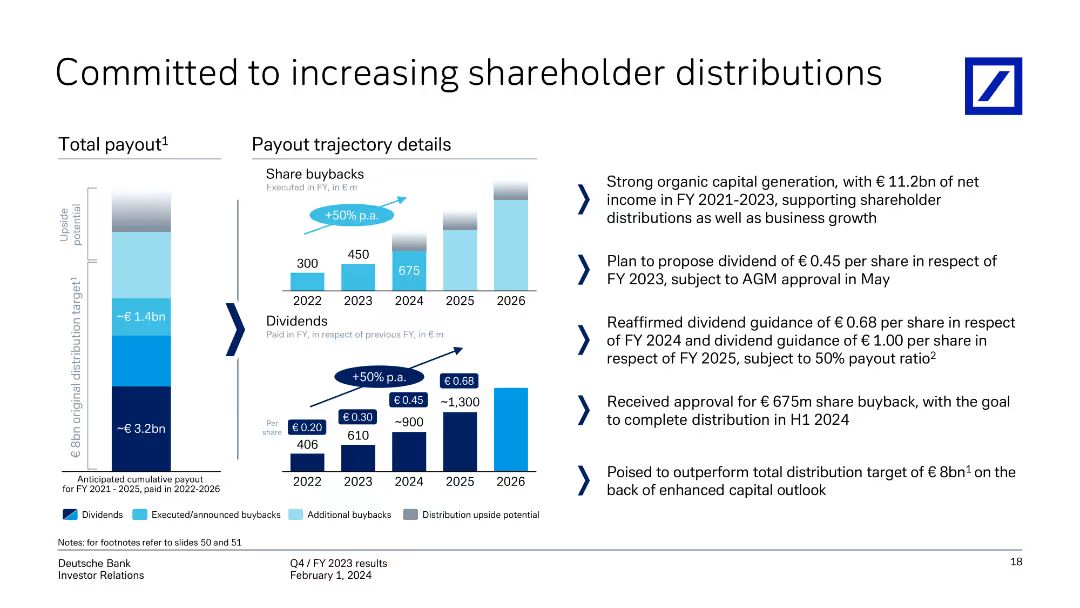 Committed to increasing shareholder distributions
Total payout1
Upside
potential
€ 8bn original distribution target1
~€ 1.4bn
~€ 3.2bn
Anticipated cumulative payout
for FY 2021 - 2025, paid in 2022-2026
Payout trajectory details
Share buybacks
Executed in FY, in € m
+50% p.a.
300
450
675
2022
2023
2024
2025
2026
Dividends
Paid in FY, in respect of previous FY, in € m
+50% p.a.
Per
share
€ 0.20
€ 0.30
€ 0.45
€ 0.68
406
610
~900
~1,300
2022
2023
2024
2025
2026
Dividends
Executed/announced buybacks
Additional buybacks
Distribution upside potential
Strong organic capital generation, with € 11.2bn of net
income in FY 2021-2023, supporting shareholder
distributions as well as business growth
Plan to propose dividend of € 0.45 per share in respect of
FY 2023, subject to AGM approval in May
Reaffirmed dividend guidance of € 0.68 per share in respect
of FY 2024 and dividend guidance of € 1.00 per share in
respect of FY 2025, subject to 50% payout ratio2
Received approval for € 675m share buyback, with the goal
to complete distribution in H1 2024
Poised to outperform total distribution target of € 8bn1 on the
back of enhanced capital outlook
Notes: for footnotes refer to slides 50 and 51
Deutsche Bank
Investor Relations
Q4 / FY 2023 results
February 1, 2024
18